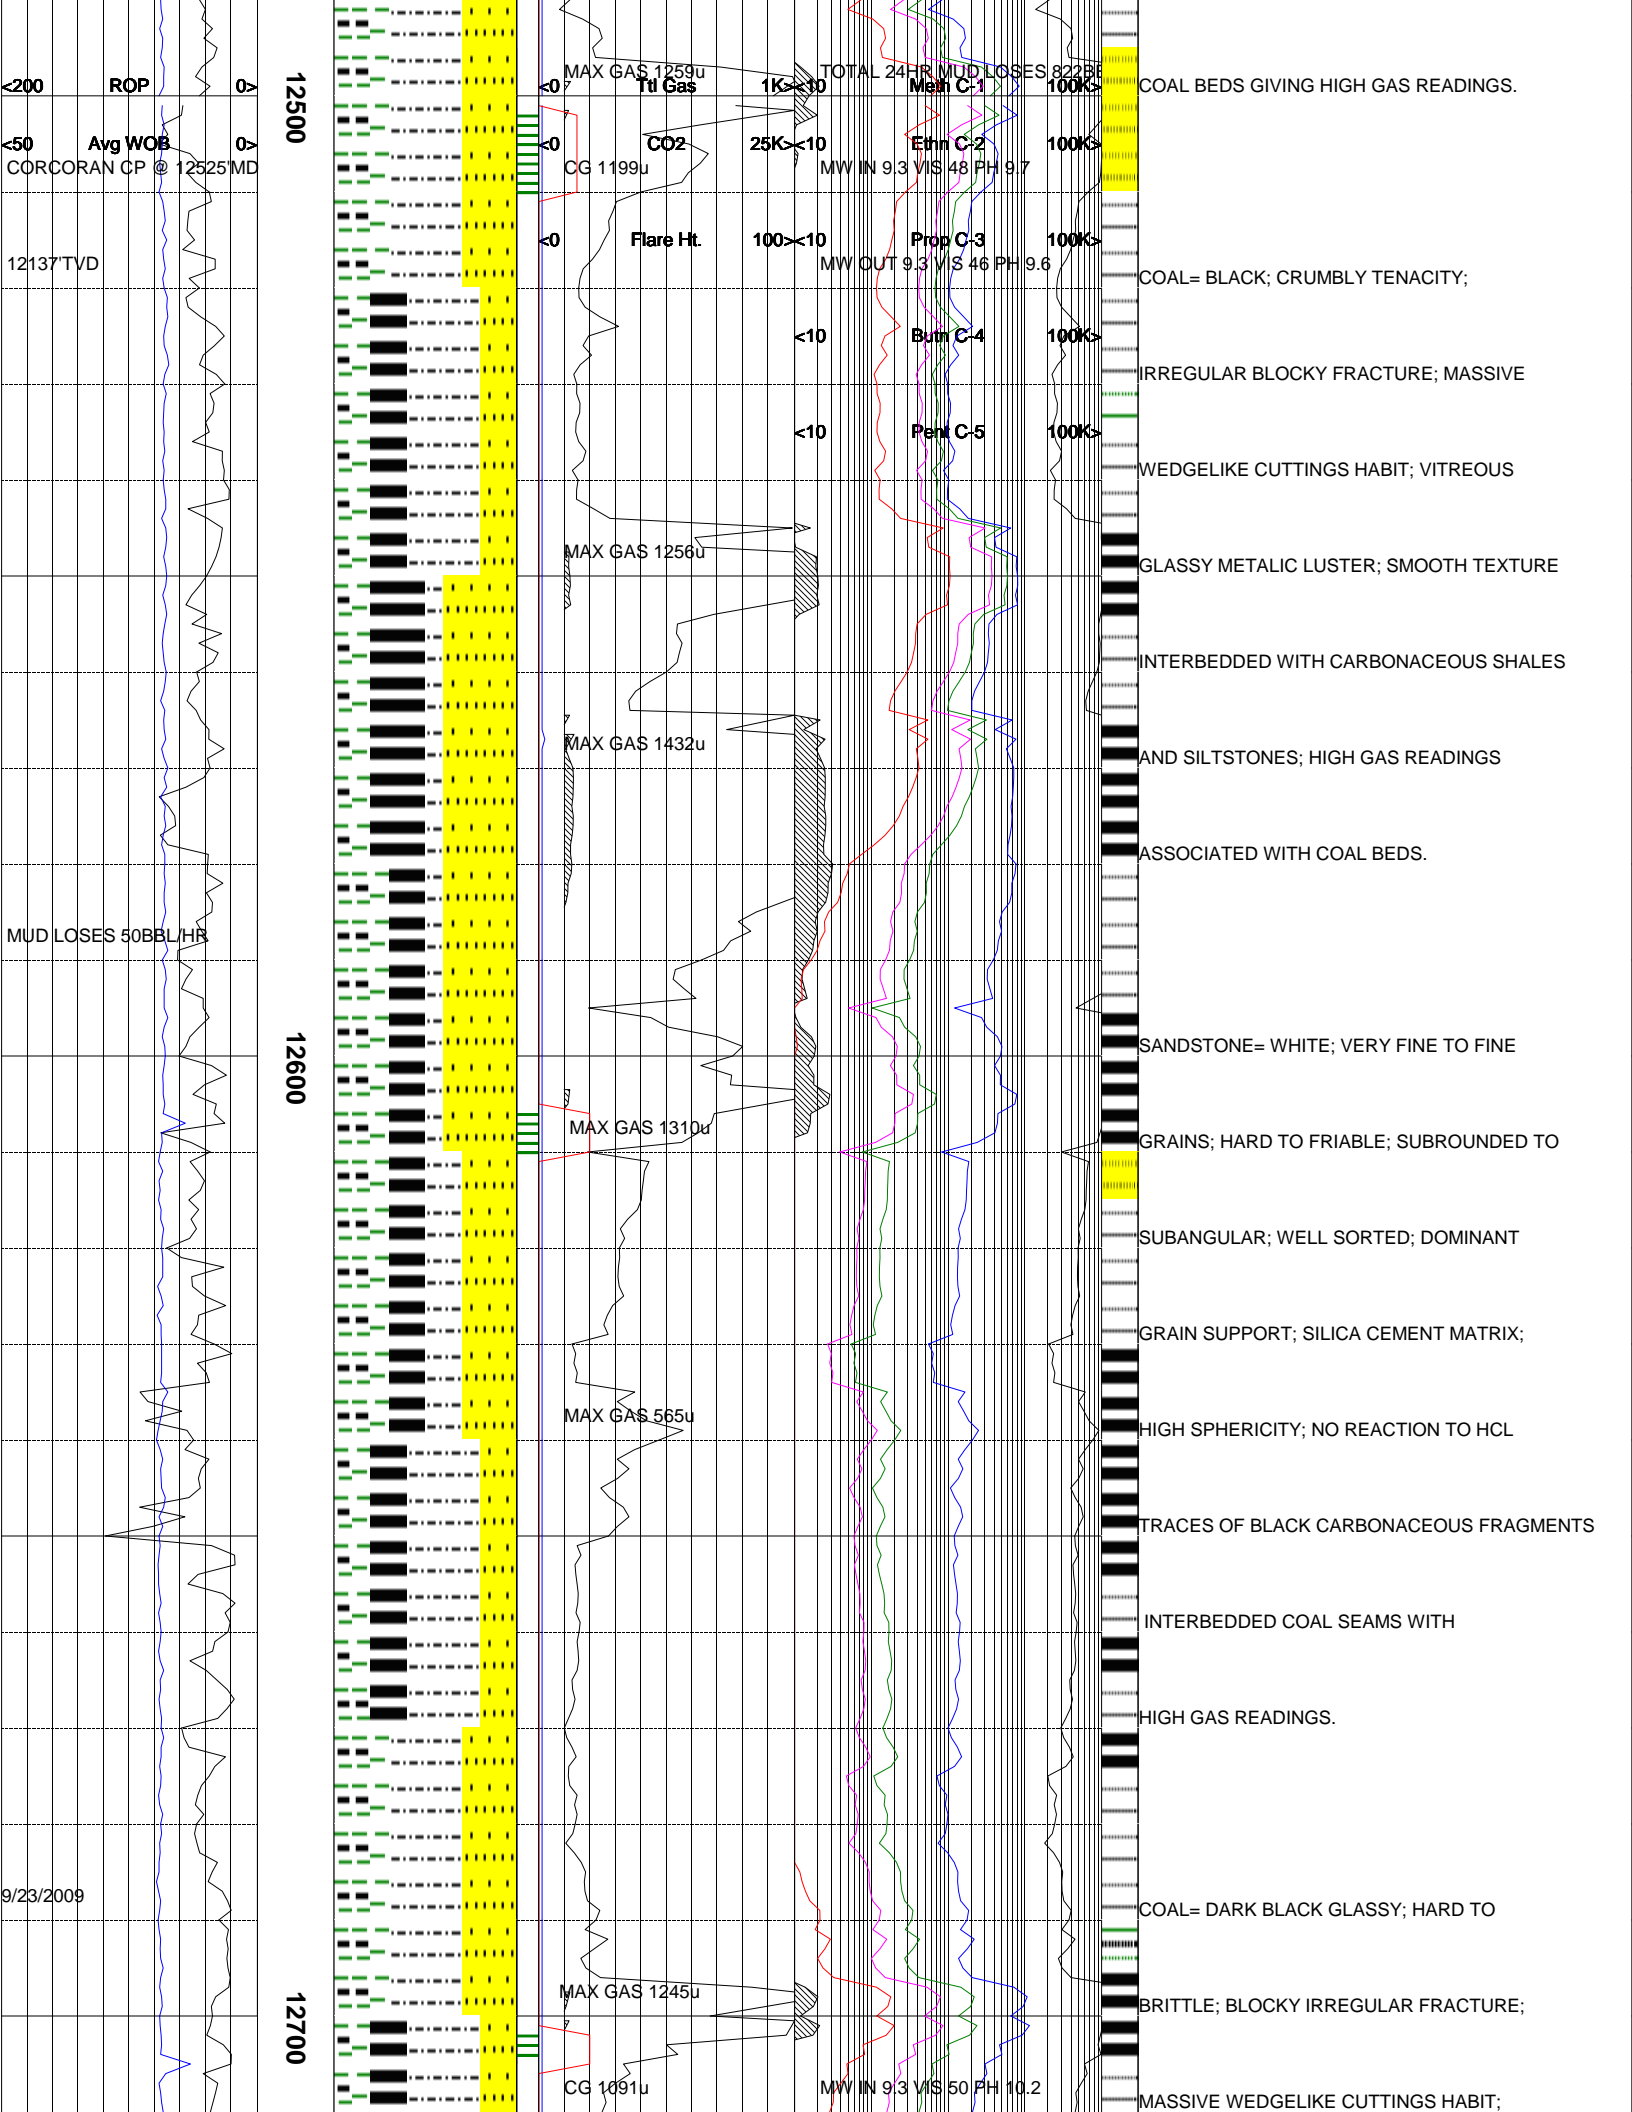 MAX GAS 1259u
TOTAL 24HR MUD LOSES 822B
<200 ROP 0>
<0 Ttl Gas 1K>
<10 Meth C-1 100K>
COAL BEDS GIVING HIGH GAS READINGS.
12500
<50 Avg WOB 0>
<0 CO2 25K>
<10 Ethn C-2 100K>
CORCORAN CP @ 12525'MD
CG 1199u
MW IN 9.3 VIS 48 PH 9.7
<0 Flare Ht. 100>
<10 Prop C-3 100K>
12137'TVD
MW OUT 9.3 VIS 46 PH 9.6
COAL= BLACK; CRUMBLY TENACITY;
<10 Butn C-4 100K>
IRREGULAR BLOCKY FRACTURE; MASSIVE
<10 Pent C-5 100K>
WEDGELIKE CUTTINGS HABIT; VITREOUS
MAX GAS 1256u
GLASSY METALIC LUSTER; SMOOTH TEXTURE
INTERBEDDED WITH CARBONACEOUS SHALES
MAX GAS 1432u
AND SILTSTONES; HIGH GAS READINGS
ASSOCIATED WITH COAL BEDS.
MUD LOSES 50BBL/HR
12600
SANDSTONE= WHITE; VERY FINE TO FINE
MAX GAS 1310u
GRAINS; HARD TO FRIABLE; SUBROUNDED TO
SUBANGULAR; WELL SORTED; DOMINANT
GRAIN SUPPORT; SILICA CEMENT MATRIX;
MAX GAS 565u
HIGH SPHERICITY; NO REACTION TO HCL
TRACES OF BLACK CARBONACEOUS FRAGMENTS
INTERBEDDED COAL SEAMS WITH
HIGH GAS READINGS.
9/23/2009
COAL= DARK BLACK GLASSY; HARD TO
MAX GAS 1245u
BRITTLE; BLOCKY IRREGULAR FRACTURE;
12700
CG 1091u
MW IN 9.3 VIS 50 PH 10.2
MASSIVE WEDGELIKE CUTTINGS HABIT;